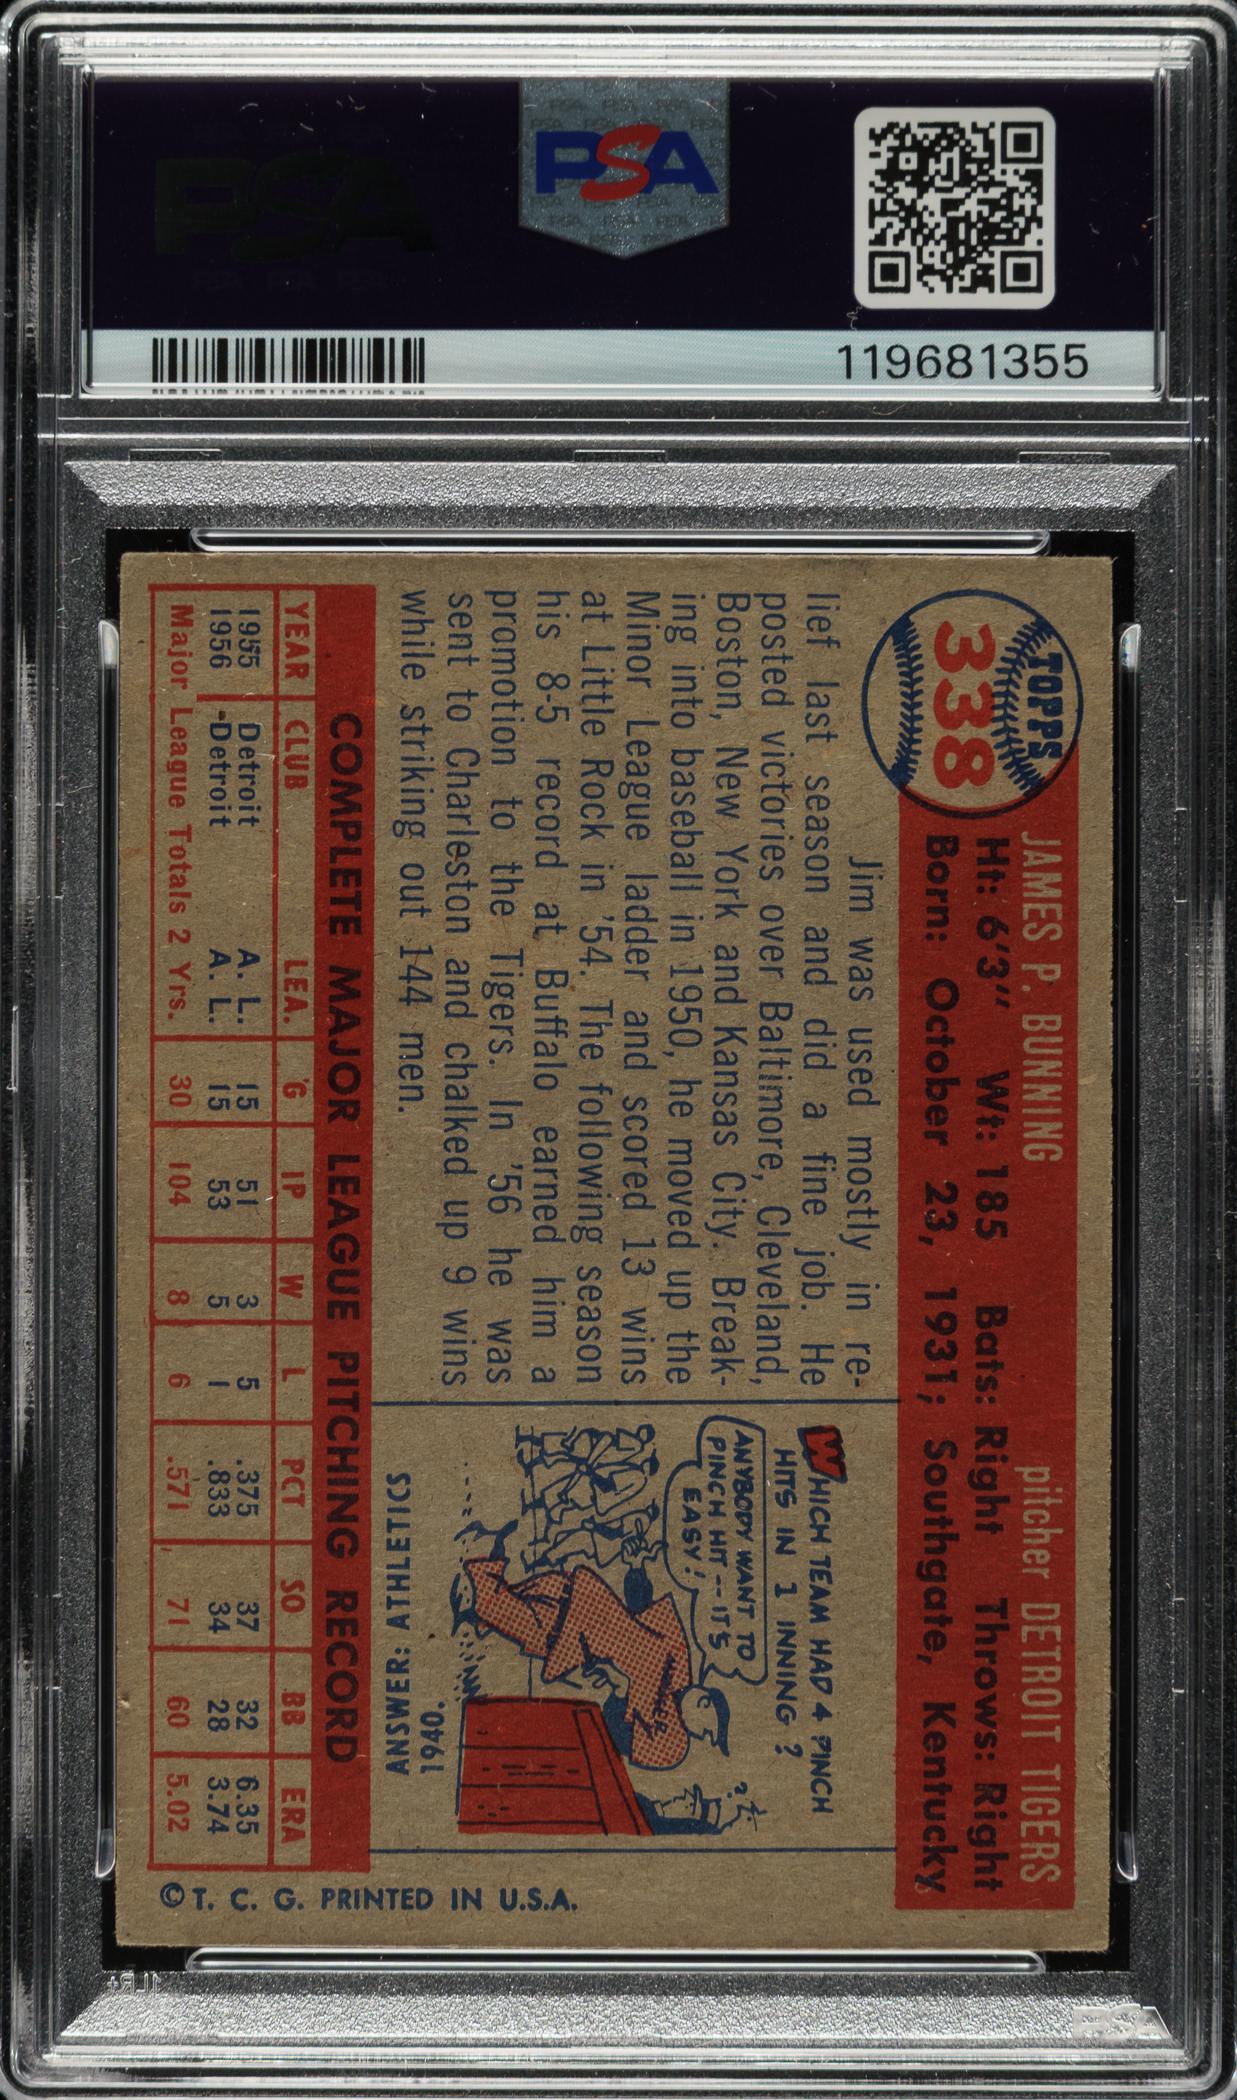 PSA
119681355
TOPPS
338
JAMES P. BUNNING pitcher DETROIT TIGERS
Ht: 6'3" Wt: 185 Bats: Right Throws: Right
Born: October 23, 1931; Southgate, Kentucky
Jim was used mostly in re-
lief last season and did a fine job. He
posted victories over Baltimore, Cleveland,
Boston, New York and Kansas City. Break-
ing into baseball in 1950, he moved up the
Minor League ladder and scored 13 wins
at Little Rock in '54. The following season
his 8-5 record at Buffalo earned him a
promotion to the Tigers. In '56 he was
sent to Charleston and chalked up 9 wins
while striking out 144 men.
WHICH TEAM HAD 4 PINCH
HITS IN 1 INNING?
ANYBODY WANT TO
PINCH HIT--IT'S
EASY!
ANSWER: ATHLETICS
1940.
COMPLETE MAJOR LEAGUE PITCHING RECORD
YEAR CLUB LEA. G IP W L PCT SO BB ERA
1955 Detroit A. L. 15 51 3 5 .375 37 32 6.35
1956 Detroit A. L. 15 53 5 1 .833 34 28 3.74
Major League Totals 2 Yrs. 30 104 8 6 .571 71 60 5.02
© T. C. G. PRINTED IN U.S.A.